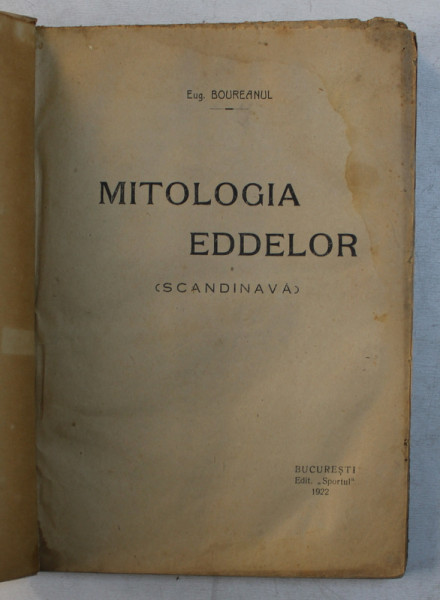 Eug. BOUREANUL
MITOLOGIA
EDDELOR
(SCANDINAVĂ)
BUCUREȘTI
Edit. „Sportul“
1922